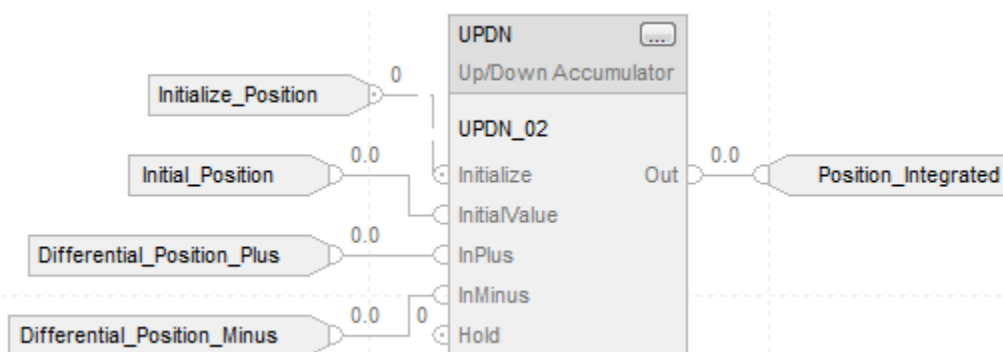 UPDN
...
Up/Down Accumulator
0
Initialize_Position
UPDN_02
0.0
0.0
Initial_Position
Initialize
Out
Position_Integrated
InitialValue
0.0
Differential_Position_Plus
InPlus
InMinus
0.0
0
Differential_Position_Minus
Hold